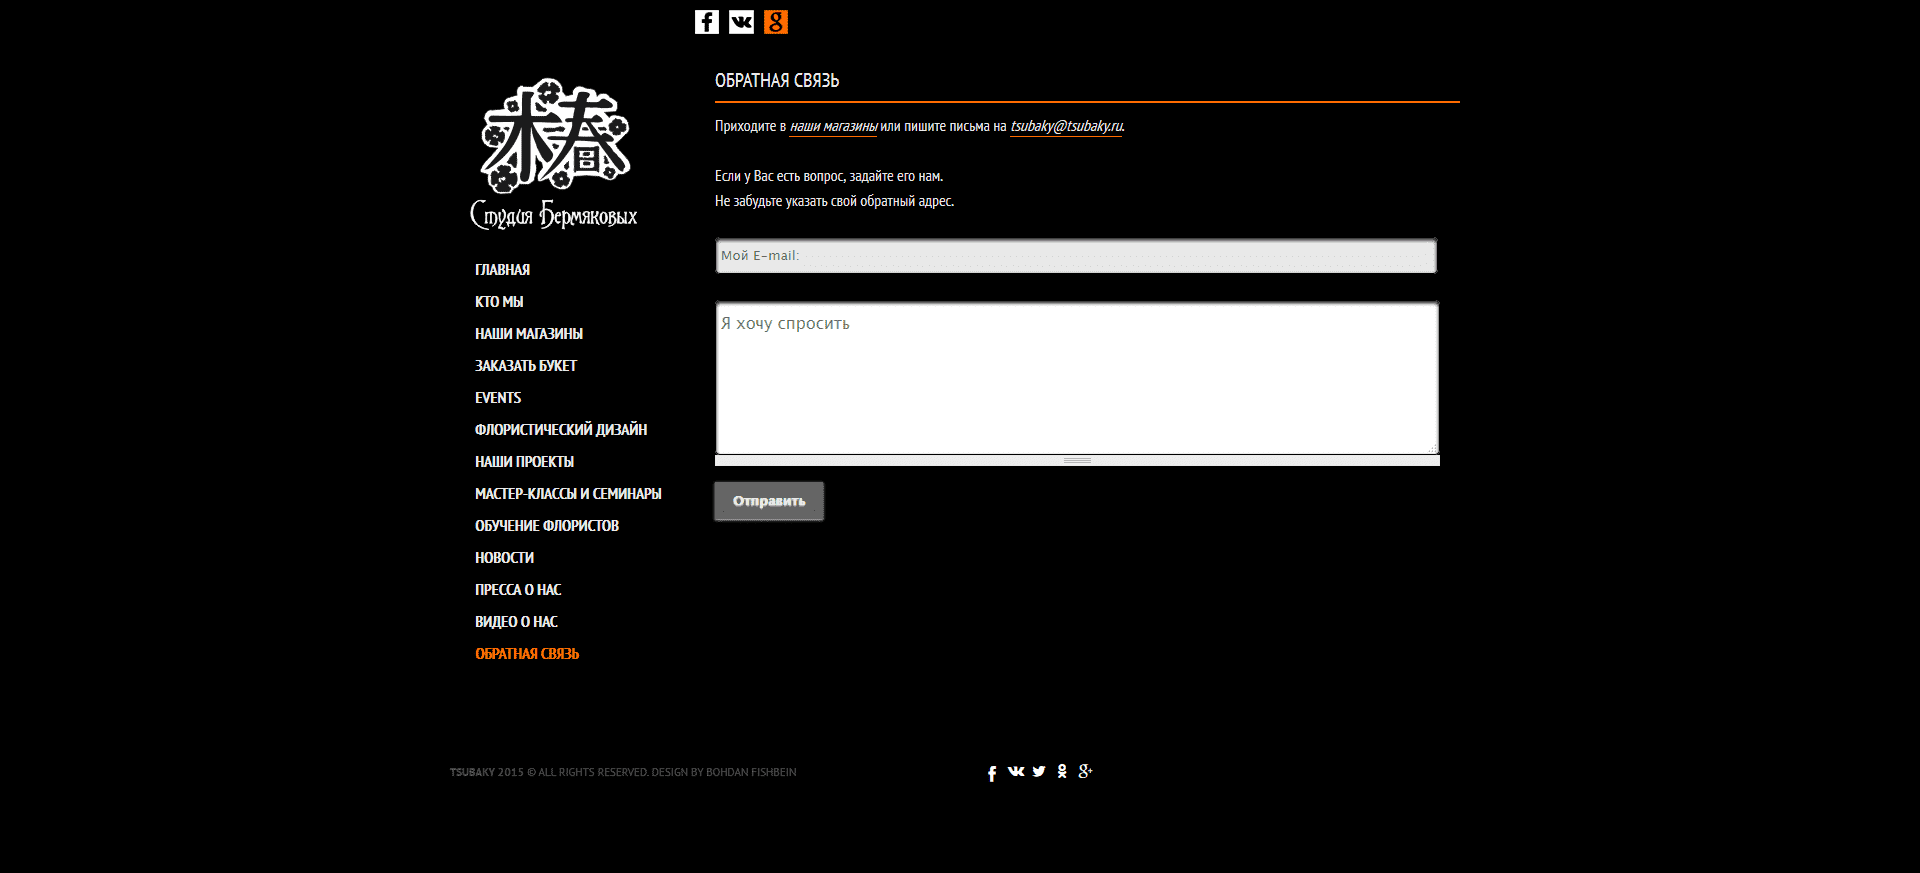 椿
Студия Бермяковых
ГЛАВНАЯ
КТО МЫ
НАШИ МАГАЗИНЫ
ЗАКАЗАТЬ БУКЕТ
EVENTS
ФЛОРИСТИЧЕСКИЙ ДИЗАЙН
НАШИ ПРОЕКТЫ
МАСТЕР-КЛАССЫ И СЕМИНАРЫ
ОБУЧЕНИЕ ФЛОРИСТОВ
НОВОСТИ
ПРЕССА О НАС
ВИДЕО О НАС
ОБРАТНАЯ СВЯЗЬ
ОБРАТНАЯ СВЯЗЬ
Приходите в наши магазины или пишите письма на tsubaky@tsubaky.ru.
Если у Вас есть вопрос, задайте его нам.
Не забудьте указать свой обратный адрес.
Мой E-mail:
Я хочу спросить
Отправить
TSUBAKY 2015 © ALL RIGHTS RESERVED. DESIGN BY BOHDAN FISHBEIN